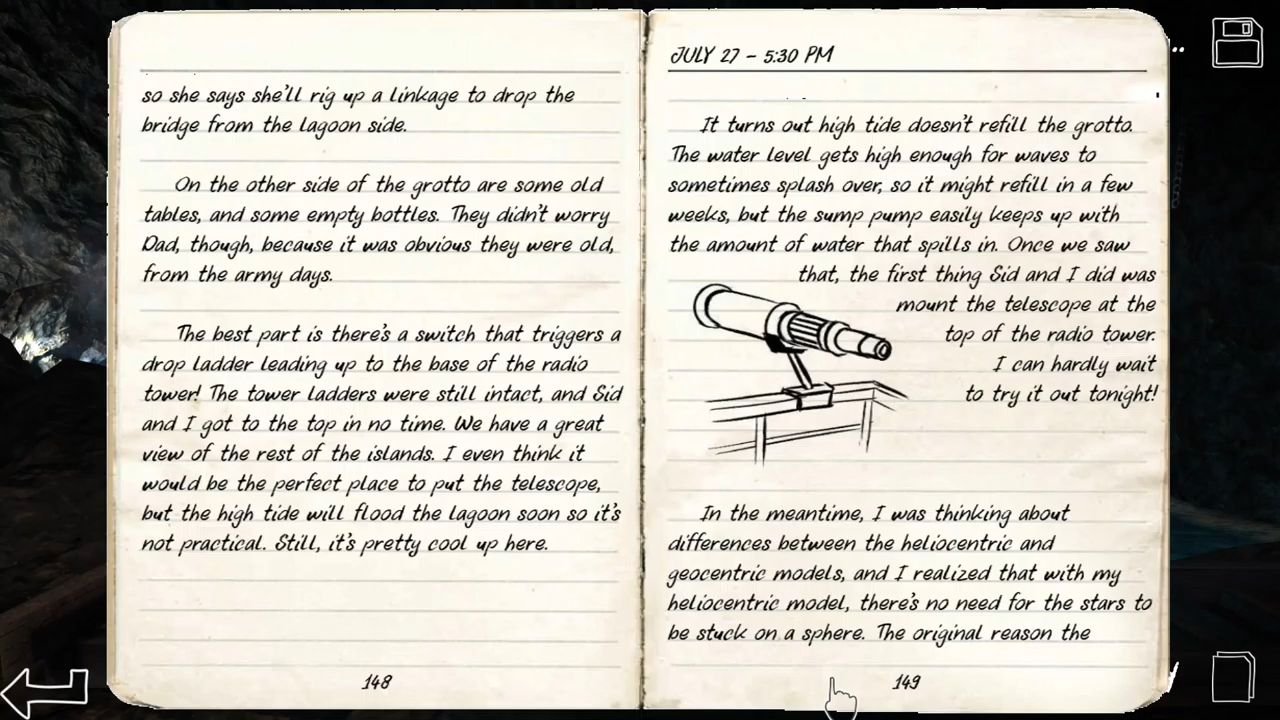 so she says she'll rig up a linkage to drop the
bridge from the lagoon side.
On the other side of the grotto are some old
tables, and some empty bottles. They didn't worry
Dad, though, because it was obvious they were old,
from the army days.
The best part is there's a switch that triggers a
drop ladder leading up to the base of the radio
tower! The tower ladders were still intact, and Sid
and I got to the top in no time. We have a great
view of the rest of the islands. I even think it
would be the perfect place to put the telescope,
but the high tide will flood the lagoon soon so it's
not practical. Still, it's pretty cool up here.
148
JULY 27 - 5:30 PM
It turns out high tide doesn't refill the grotto.
The water level gets high enough for waves to
sometimes splash over, so it might refill in a few
weeks, but the sump pump easily keeps up with
the amount of water that spills in. Once we saw
that, the first thing Sid and I did was
mount the telescope at the
top of the radio tower.
I can hardly wait
to try it out tonight!
In the meantime, I was thinking about
differences between the heliocentric and
geocentric models, and I realized that with my
heliocentric model, there's no need for the stars to
be stuck on a sphere. The original reason the
149